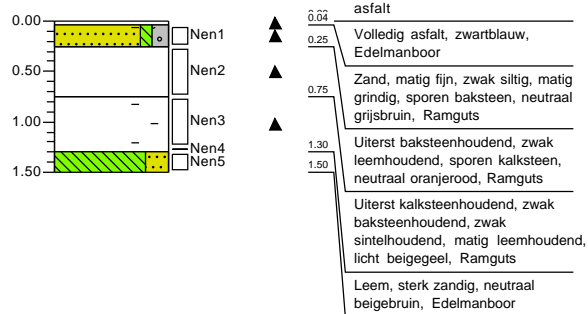 asfalt
0.00
0.00
0.04
Nen1
Volledig asfalt, zwartblauw,
Edelmanboor
0.25
0.50
Nen2
Zand, matig fijn, zwak siltig, matig
grindig, sporen baksteen, neutraal
grijsbruin, Ramguts
0.75
1.00
Nen3
Uiterst baksteenhoudend, zwak
leemhoudend, sporen kalksteen,
neutraal oranjerood, Ramguts
1.30
Nen4
1.50
Nen5
1.50
Uiterst kalksteenhoudend, zwak
baksteenhoudend, zwak
sintelhoudend, matig leemhoudend,
licht beigegeel, Ramguts
Leem, sterk zandig, neutraal
beigebruin, Edelmanboor